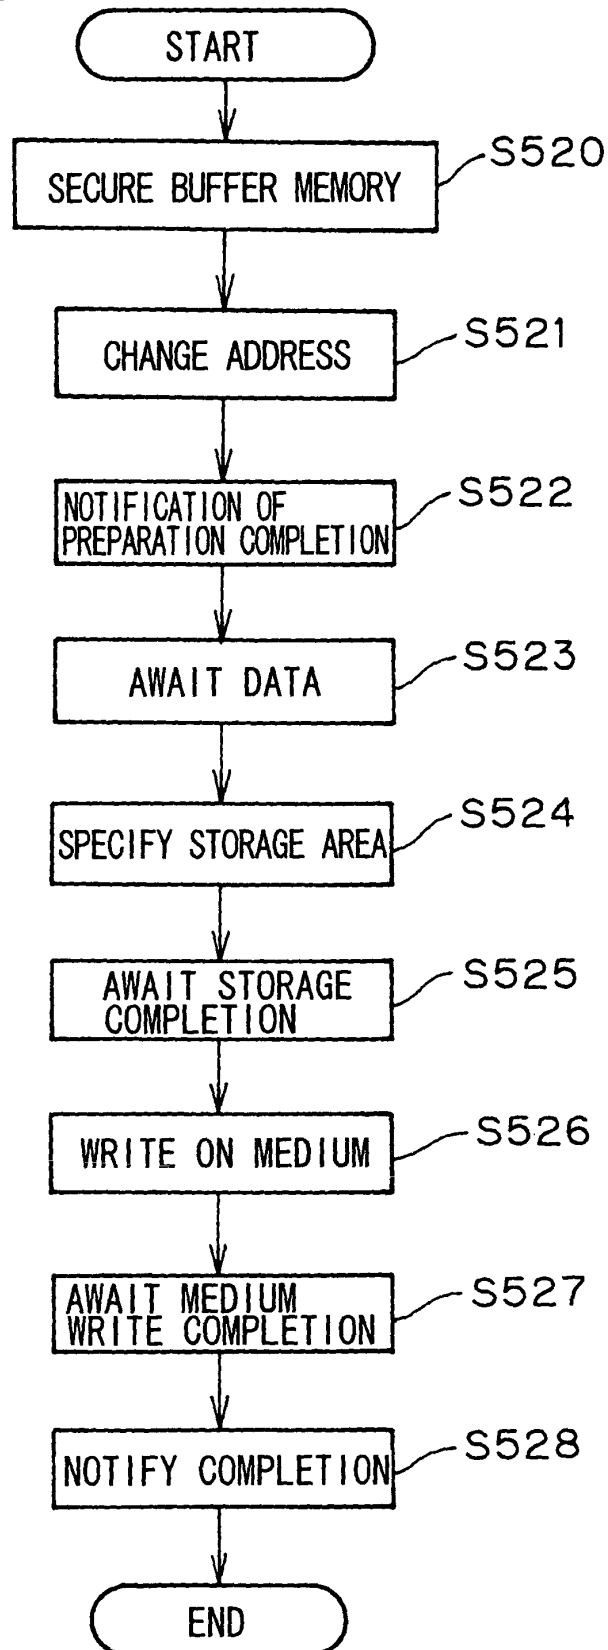 START
SECURE BUFFER MEMORY
S520
CHANGE ADDRESS
S521
NOTIFICATION OF
PREPARATION COMPLETION
S522
AWAIT DATA
S523
SPECIFY STORAGE AREA
S524
AWAIT STORAGE
COMPLETION
S525
WRITE ON MEDIUM
S526
AWAIT MEDIUM
WRITE COMPLETION
S527
NOTIFY COMPLETION
S528
END